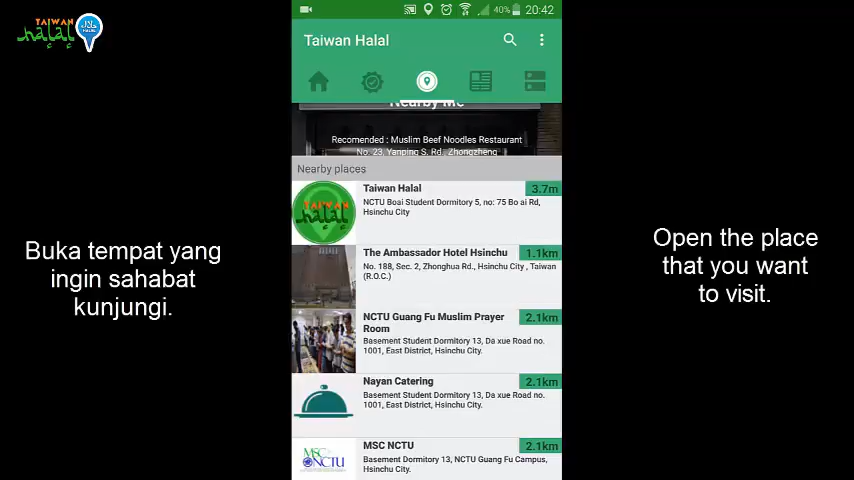 TAIWAN
halal
حلال
HALAL
40% 20:42
Taiwan Halal
Nearby Me
Recomended : Muslim Beef Noodles Restaurant
No. 23, Yanping S. Rd., Zhongzheng
Nearby places
Taiwan Halal
3.7m
NCTU Boai Student Dormitory 5, no: 75 Bo ai Rd,
Hsinchu City
The Ambassador Hotel Hsinchu
1.1km
No. 188, Sec. 2, Zhonghua Rd., Hsinchu City , Taiwan
(R.O.C.)
NCTU Guang Fu Muslim Prayer
Room
2.1km
Basement Student Dormitory 13, Da xue Road no.
1001, East District, Hsinchu City.
Nayan Catering
2.1km
Basement Student Dormitory 13, Da xue Road no.
1001, East District, Hsinchu City.
MSC NCTU
2.1km
Basement Dormitory 13, NCTU Guang Fu Campus,
Hsinchu City.
TAIWAN
halal
MSC
NCTU
Buka tempat yang
ingin sahabat
kunjungi.
Open the place
that you want
to visit.